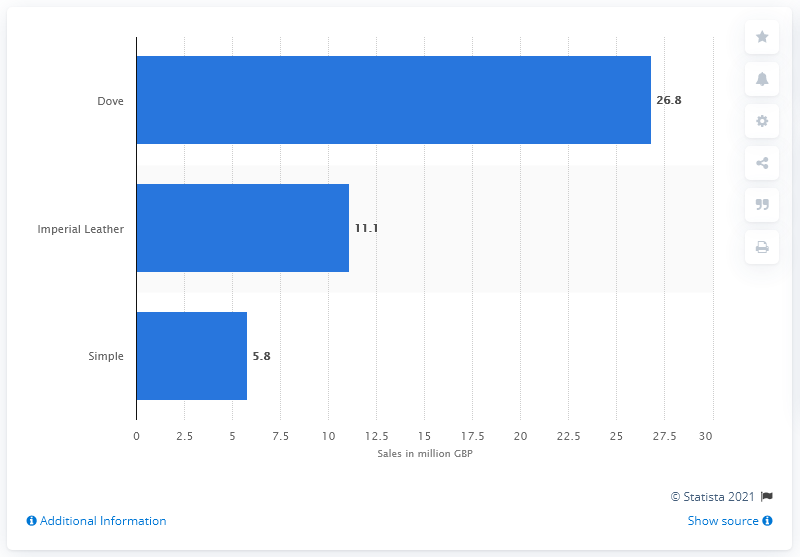 Dove
26.8
Imperial Leather
11.1
Simple
5.8
0 2.5 5 7.5 10 12.5 15 17.5 20 22.5 25 27.5 30
Sales in million GBP
© Statista 2021
Additional Information
Show source